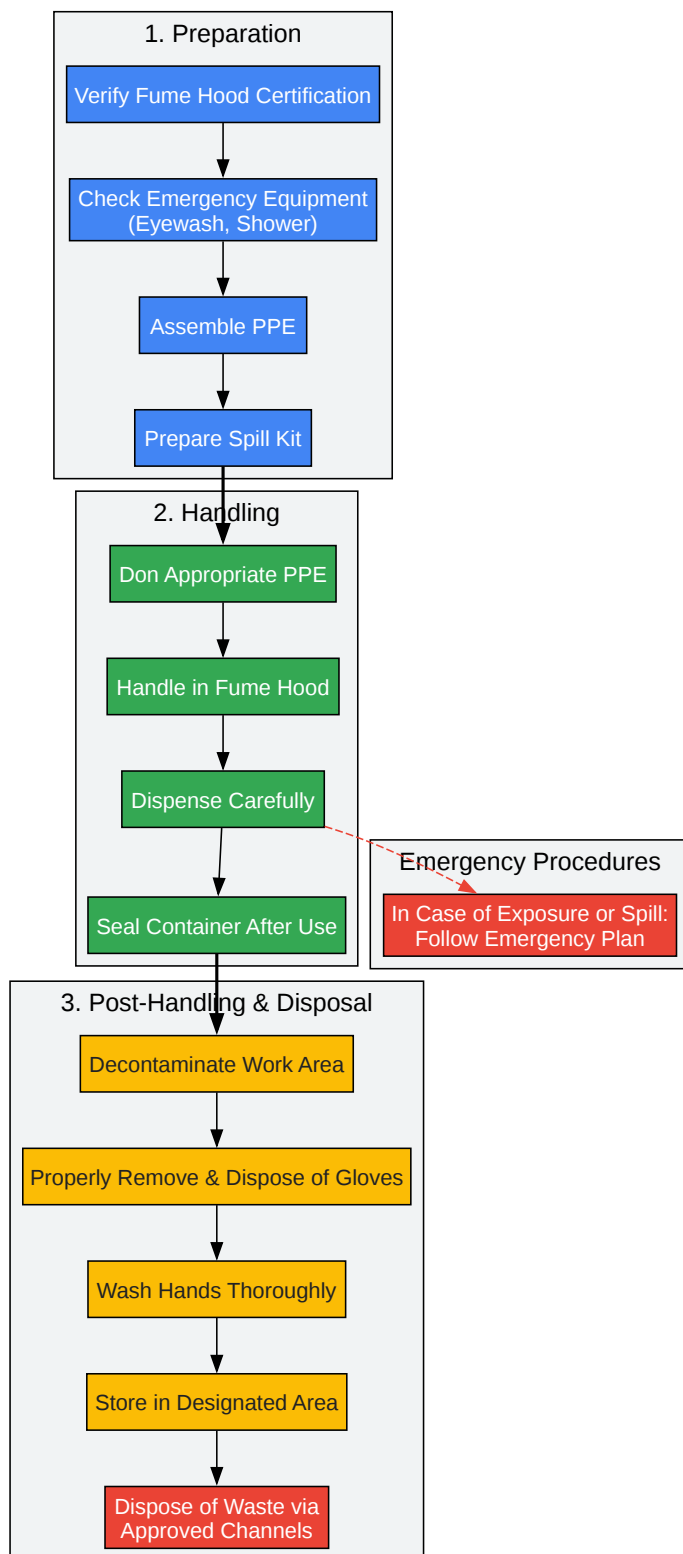 1. Preparation
Verify Fume Hood Certification
Check Emergency Equipment
(Eyewash, Shower)
Assemble PPE
Prepare Spill Kit
2. Handling
Don Appropriate PPE
Handle in Fume Hood
Dispense Carefully
Seal Container After Use
Emergency Procedures
In Case of Exposure or Spill:
Follow Emergency Plan
3. Post-Handling & Disposal
Decontaminate Work Area
Properly Remove & Dispose of Gloves
Wash Hands Thoroughly
Store in Designated Area
Dispose of Waste via
Approved Channels